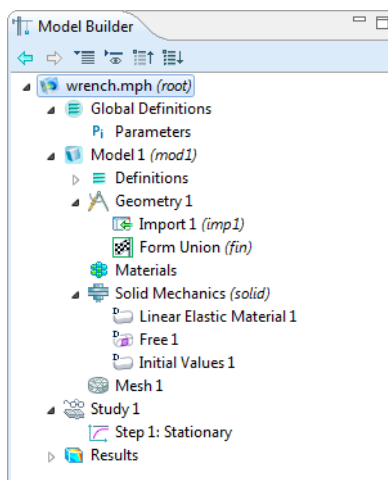 Model Builder
wrench.mph (root)
Global Definitions
Pi Parameters
Model 1 (mod1)
Definitions
Geometry 1
Import 1 (imp1)
Form Union (fin)
Materials
Solid Mechanics (solid)
D Linear Elastic Material 1
D Free 1
D Initial Values 1
Mesh 1
Study 1
Step 1: Stationary
Results